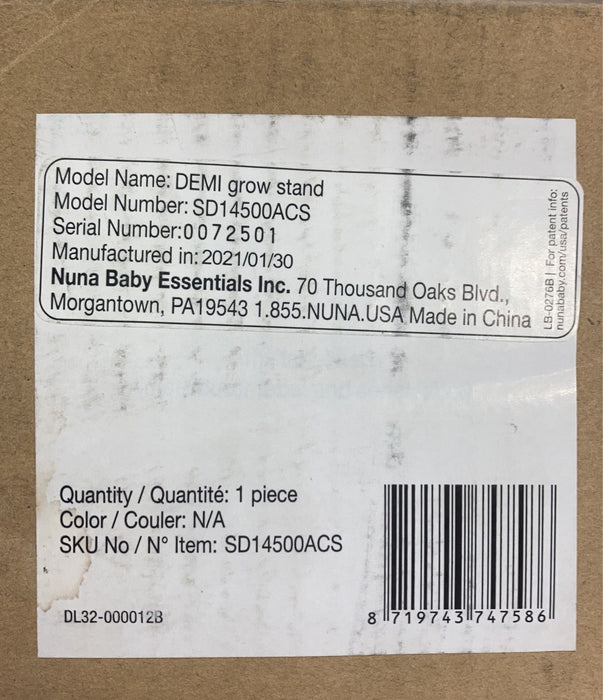 Model Name: DEMI grow stand
Model Number: SD14500ACS
Serial Number:0072501
Manufactured in: 2021/01/30
Nuna Baby Essentials Inc. 70 Thousand Oaks Blvd.,
Morgantown, PA19543 1.855.NUNA.USA Made in China
LB-0276B | For patent info:
nunababy.com/usa/patents
Quantity / Quantité: 1 piece
Color / Couler: N/A
SKU No / N° Item: SD14500ACS
DL32-000012B
8 719743 747586